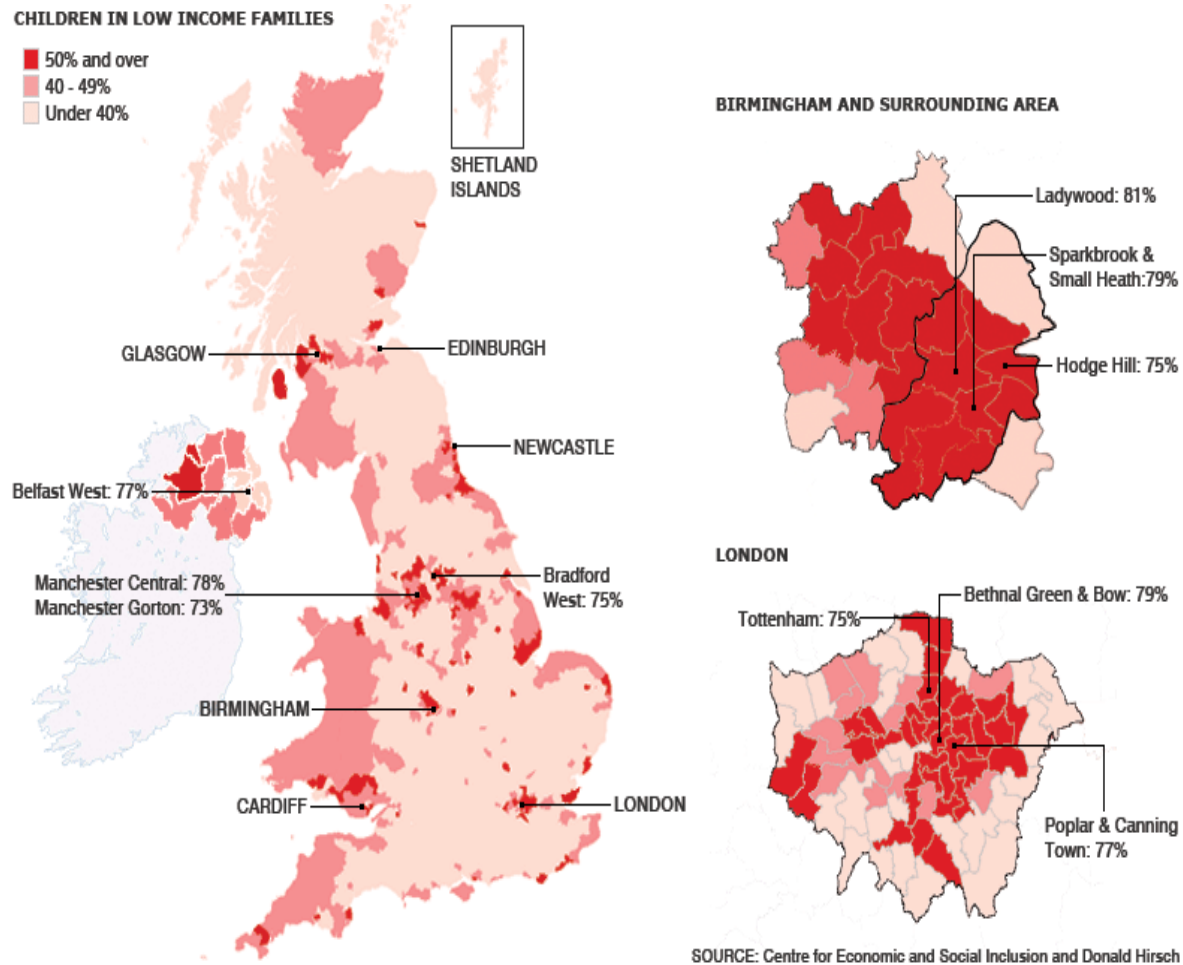 CHILDREN IN LOW INCOME FAMILIES
50% and over
40 - 49%
Under 40%
SHETLAND
ISLANDS
GLASGOW
EDINBURGH
NEWCASTLE
Belfast West: 77%
Manchester Central: 78%
Manchester Gorton: 73%
Bradford
West: 75%
BIRMINGHAM
CARDIFF
LONDON
BIRMINGHAM AND SURROUNDING AREA
Ladywood: 81%
Sparkbrook &
Small Heath:79%
Hodge Hill: 75%
LONDON
Bethnal Green & Bow: 79%
Tottenham: 75%
Poplar & Canning
Town: 77%
SOURCE: Centre for Economic and Social Inclusion and Donald Hirsch